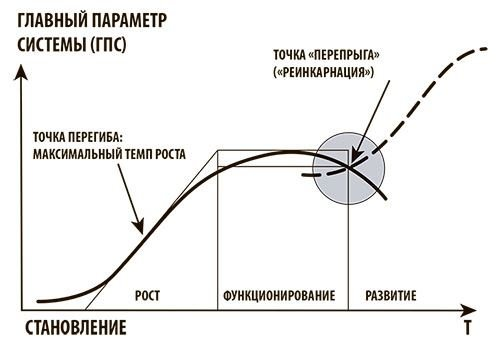 ГЛАВНЫЙ ПАРАМЕТР
СИСТЕМЫ (ГПС)
ТОЧКА «ПЕРЕПРЫГА»
(«РЕИНКАРНАЦИЯ»)
ТОЧКА ПЕРЕГИБА:
МАКСИМАЛЬНЫЙ ТЕМП РОСТА
РОСТ
ФУНКЦИОНИРОВАНИЕ
РАЗВИТИЕ
СТАНОВЛЕНИЕ
Т